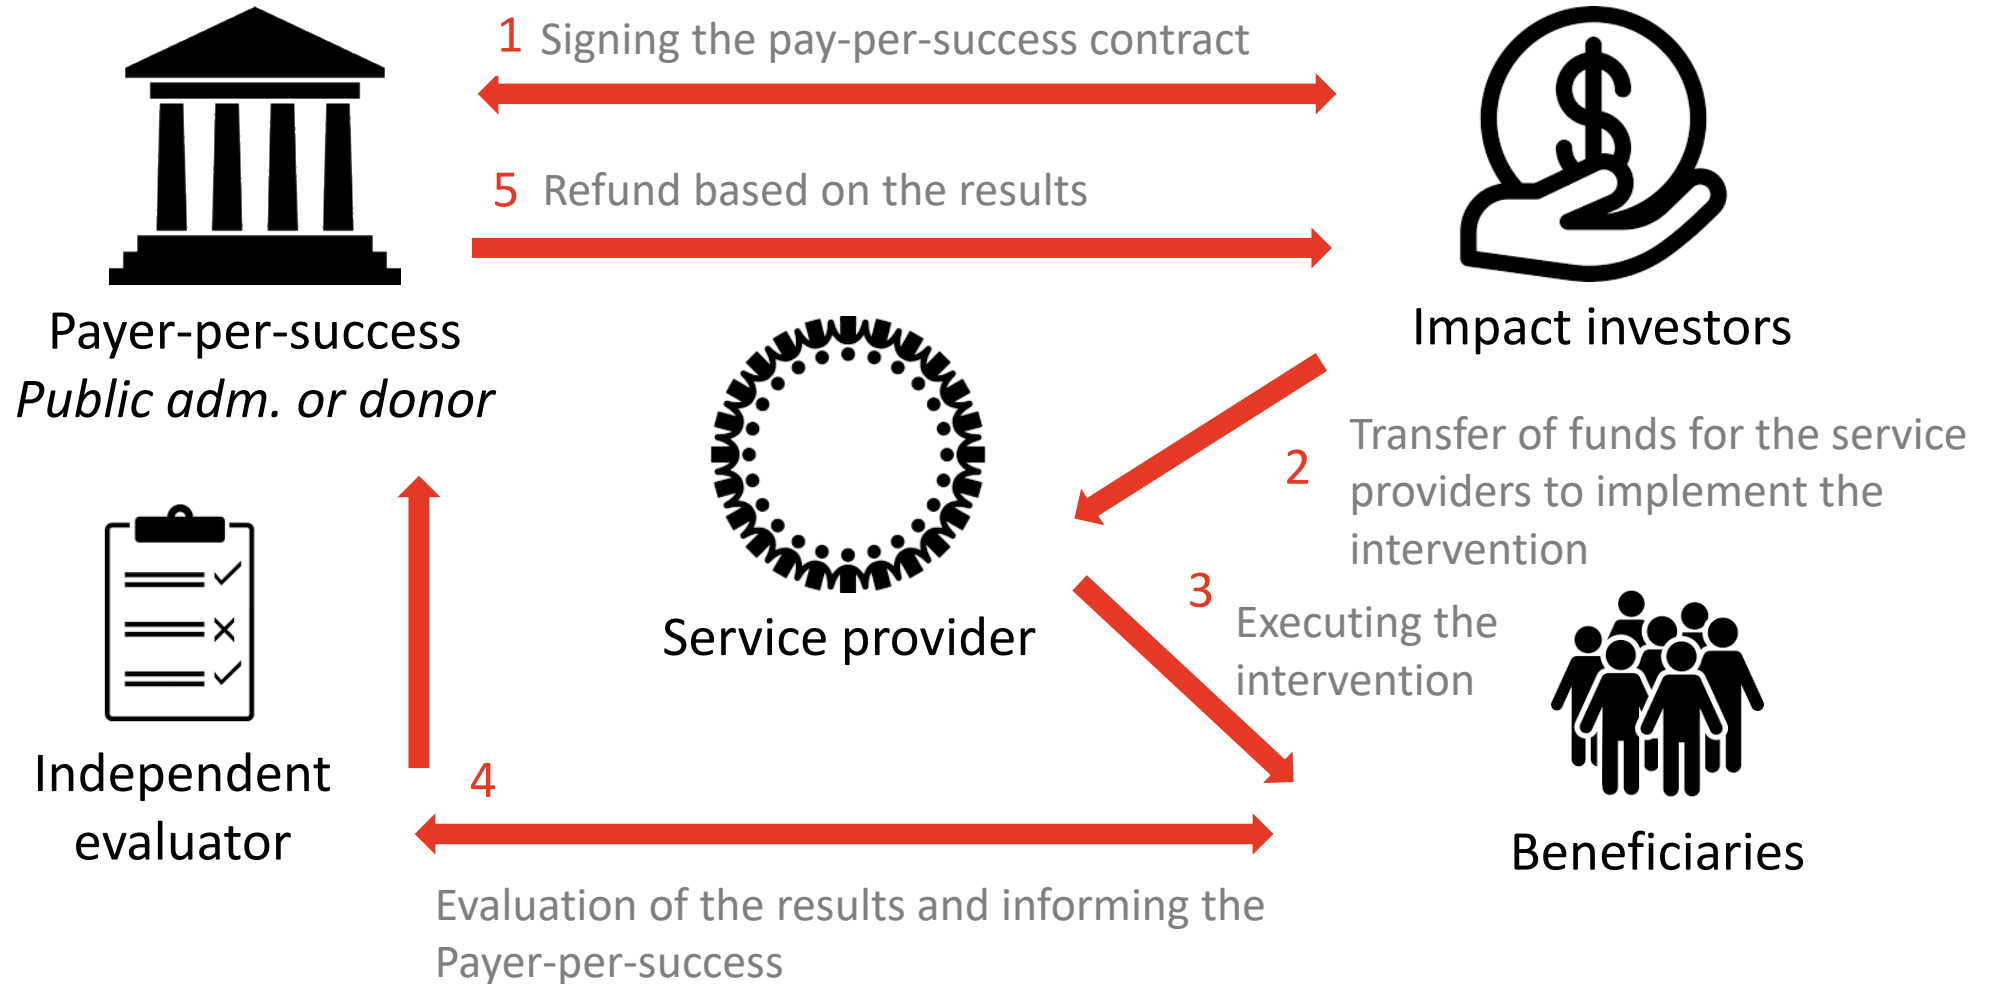 1 Signing the pay-per-success contract
5 Refund based on the results
Payer-per-success
Public adm. or donor
Impact investors
2 Transfer of funds for the service
providers to implement the
intervention
Service provider
3 Executing the
intervention
Independent
evaluator
4
Beneficiaries
Evaluation of the results and informing the
Payer-per-success